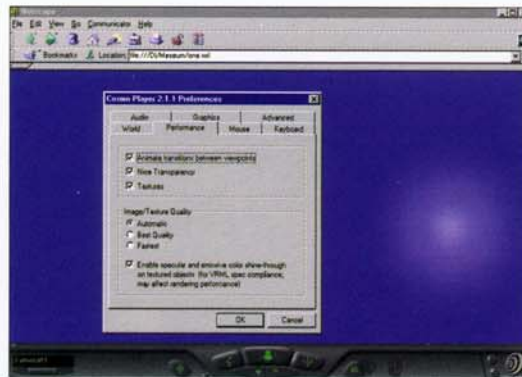 Netscape
File Edit View Go Communicator Help
Bookmarks Location: file:///D|/Museum/
Cosmo Player 2.1.1 Preferences
Audio Graphics Advanced
World Performance Mouse Keyboard
Animate transitions between viewpoints
Nice Transparency
Textures
Image/Texture Quality
Automatic
Best Quality
Fastest
Enable specular and emissive color shine-through
on textured objects (for VRML spec compliance;
may affect rendering performance)
OK Cancel